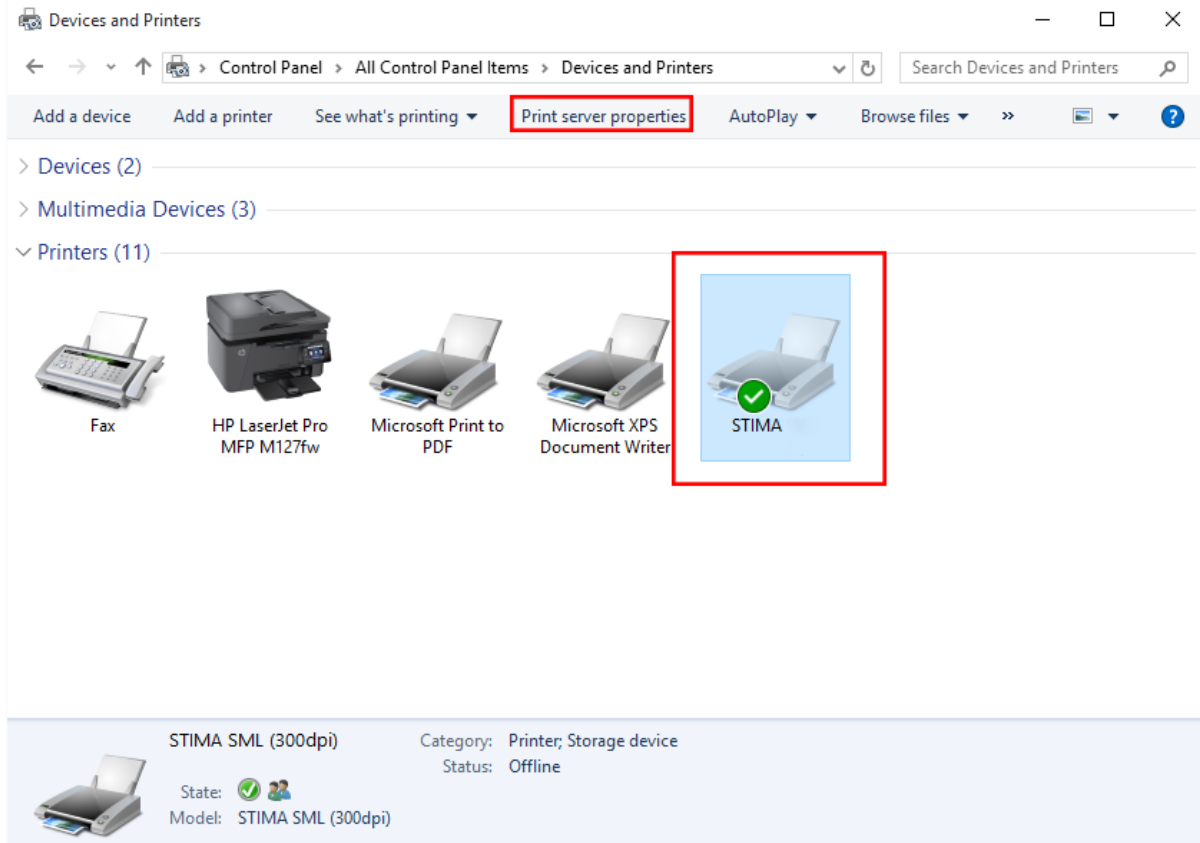 Devices and Printers
Control Panel > All Control Panel Items > Devices and Printers
Search Devices and Printers
Add a device Add a printer See what's printing Print server properties AutoPlay Browse files » ?
Devices (2)
Multimedia Devices (3)
Printers (11)
Fax
HP LaserJet Pro
MFP M127fw
Microsoft Print to
PDF
Microsoft XPS
Document Writer
STIMA
STIMA SML (300dpi)
Category: Printer; Storage device
Status: Offline
State:
Model: STIMA SML (300dpi)